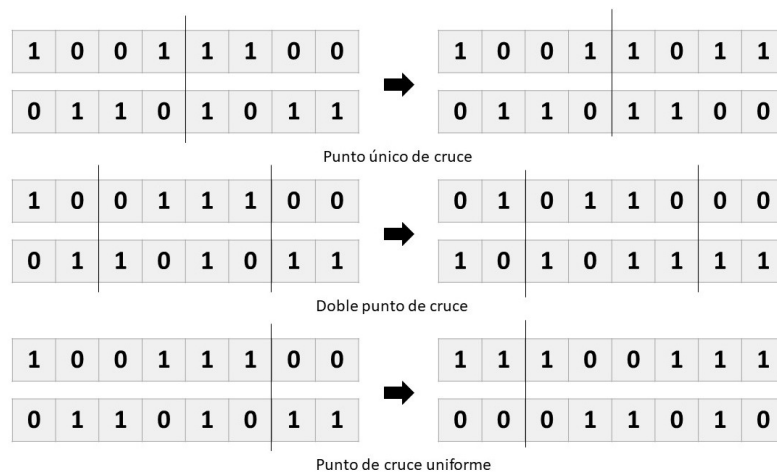 1 0 0 1 1 1 0 0 1 0 0 1 1 0 1 1
0 1 1 0 1 0 1 1 0 1 1 0 1 1 0 0
Punto único de cruce
1 0 0 1 1 1 0 0 0 1 0 1 1 0 0 0
0 1 1 0 1 0 1 1 1 0 1 0 1 1 1 1
Doble punto de cruce
1 0 0 1 1 1 0 0 1 1 1 0 0 1 1 1
0 1 1 0 1 0 1 1 0 0 0 1 1 0 1 0
Punto de cruce uniforme